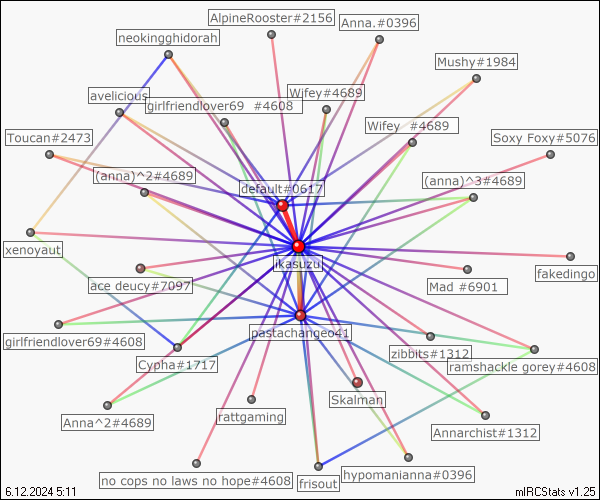 AlpineRooster#2156
Anna.#0396
neokingghidorah
Mushy#1984
avelicious
girlfriendlover69 #4608
Wifey#4689
Wifey #4689
Toucan#2473
Soxy Foxy#5076
(anna)^2#4689
default#0617
(anna)^3#4689
xenoyaut
ikasuzu
fakedingo
ace deucy#7097
Mad #6901
girlfriendlover69#4608
pastachangeo41
Cypha#1717
zibbits#1312
ramshackle gorey#4608
Skalman
Anna^2#4689
rattgaming
Annarchist#1312
no cops no laws no hope#4608
frisout
hypomanianna#0396
6.12.2024 5:11
mIRCStats v1.25